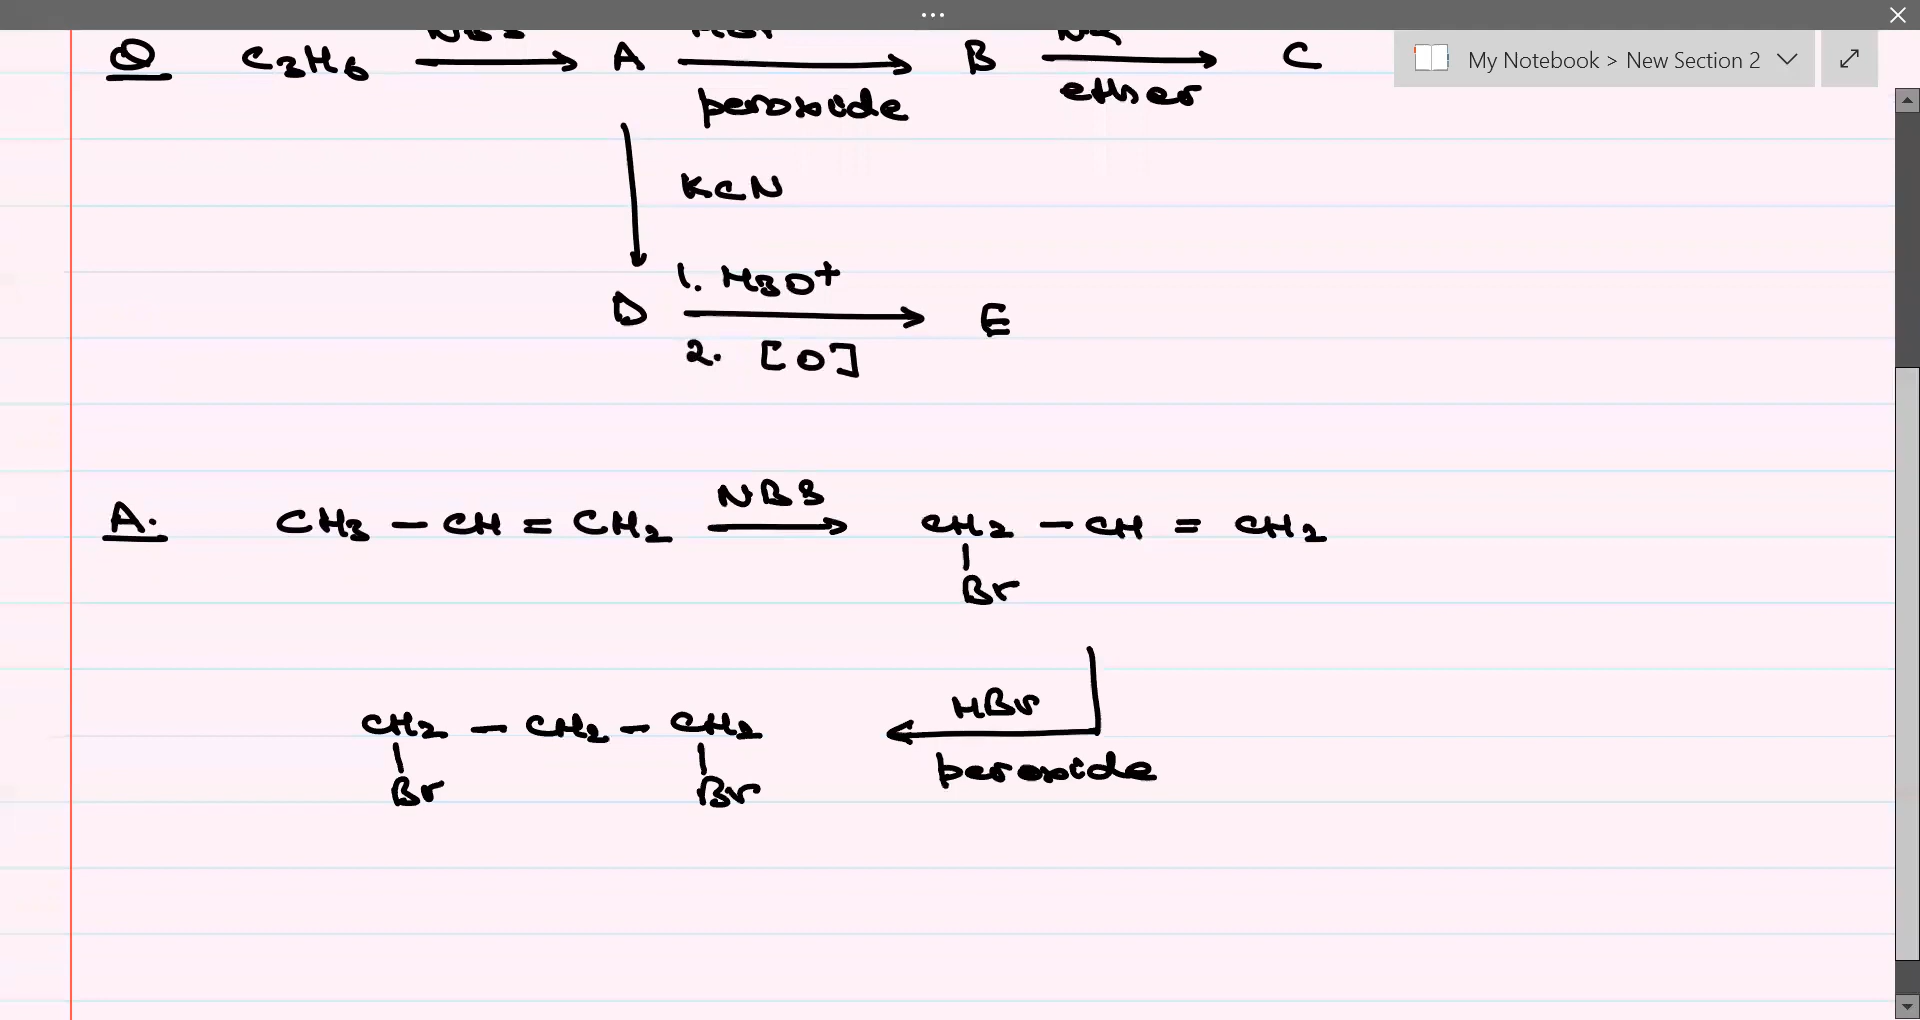 ...
Q C3H6 → A → B → C
My Notebook > New Section 2
peroxide ether
KCN
1. H3O+
D → E
2. [O]
NBS
A. CH3 - CH = CH2 → CH2 - CH = CH2
Br
HBr
CH2 - CH2 - CH2 ←
peroxide
Br Br